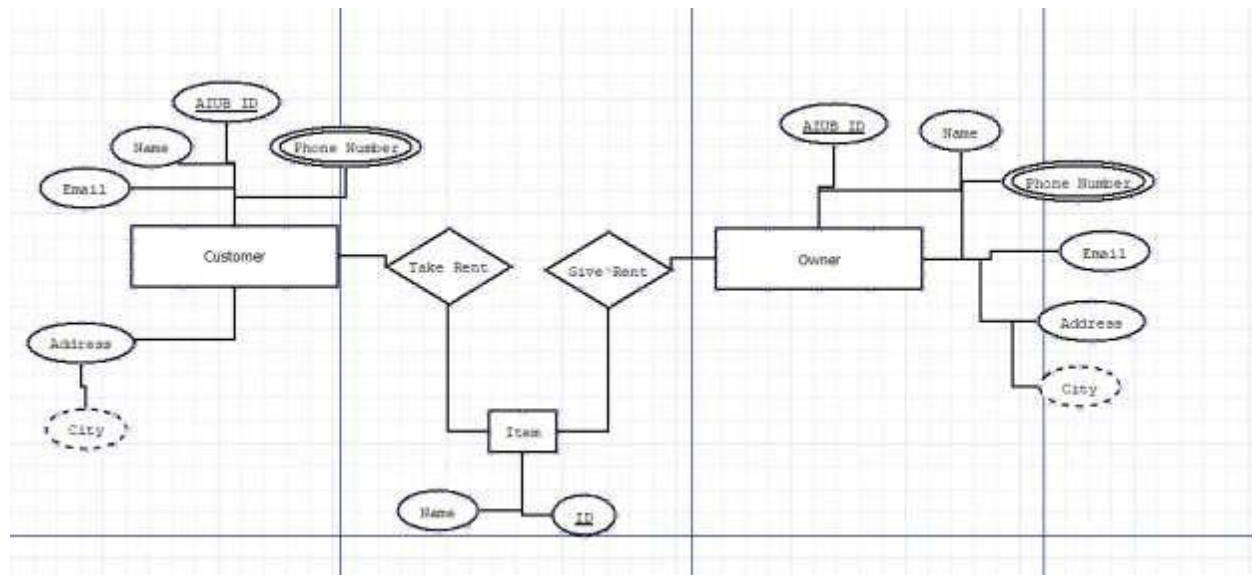 AIUB ID
Name
Phone Number
Email
Customer
Address
City
Take Rent
Give Rent
AIUB ID
Name
Phone Number
Owner
Email
Address
City
Item
Name
ID